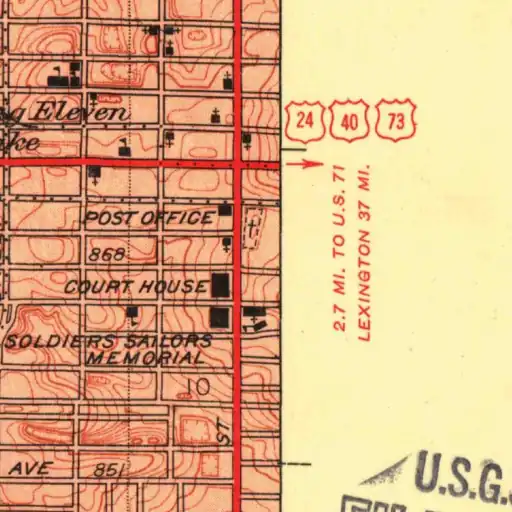 Eleven
24 40 73
POST OFFICE
868
COURT HOUSE
SOLDIERS SAILORS
MEMORIAL
10
ST
AVE 851
2.7 MI. TO U.S. 71
LEXINGTON 37 MI.
U.S.G.